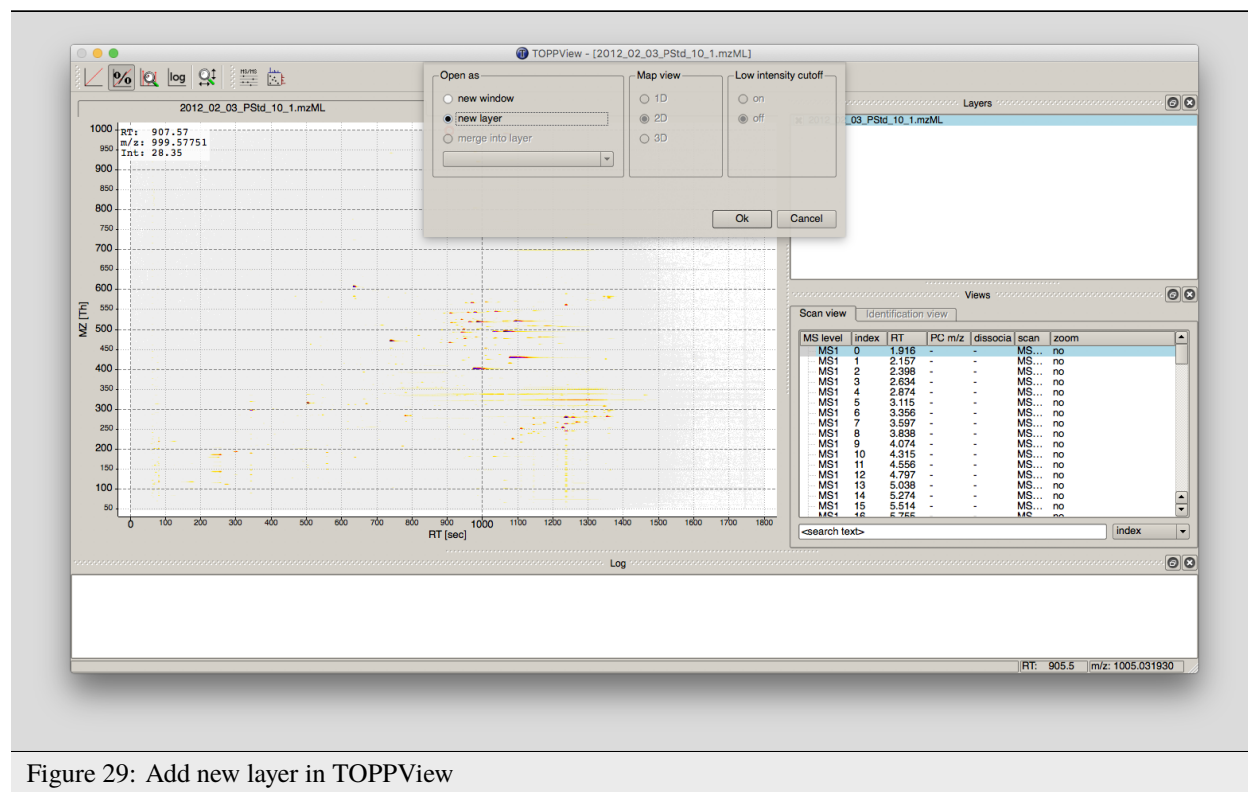 TOPPView - [2012_02_03_PStd_10_1.mzML]
% log MS/MS
2012_02_03_PStd_10_1.mzML
RT: 907.57
m/z: 999.57751
Int: 28.35
MZ [Th]
1000
950
900
850
800
750
700
650
600
550
500
450
400
350
300
250
200
150
100
50
0 100 200 300 400 500 600 700 800 900 1000 1100 1200 1300 1400 1500 1600 1700 1800
RT [sec]
Open as
new window
new layer
merge into layer
Map view
1D
2D
3D
Low intensity cutoff
on
off
Ok Cancel
Layers
_03_PStd_10_1.mzML
Views
Scan view Identification view
MS level index RT PC m/z dissocia scan zoom
MS1 0 1.916 - - MS... no
MS1 1 2.157 - - MS... no
MS1 2 2.398 - - MS... no
MS1 3 2.634 - - MS... no
MS1 4 2.874 - - MS... no
MS1 5 3.115 - - MS... no
MS1 6 3.356 - - MS... no
MS1 7 3.597 - - MS... no
MS1 8 3.838 - - MS... no
MS1 9 4.074 - - MS... no
MS1 10 4.315 - - MS... no
MS1 11 4.556 - - MS... no
MS1 12 4.797 - - MS... no
MS1 13 5.038 - - MS... no
MS1 14 5.274 - - MS... no
MS1 15 5.514 - - MS... no
MS1 16 5.755 - - MS... no
<search text> index
Log
RT: 905.5 m/z: 1005.031930
Figure 29: Add new layer in TOPPView